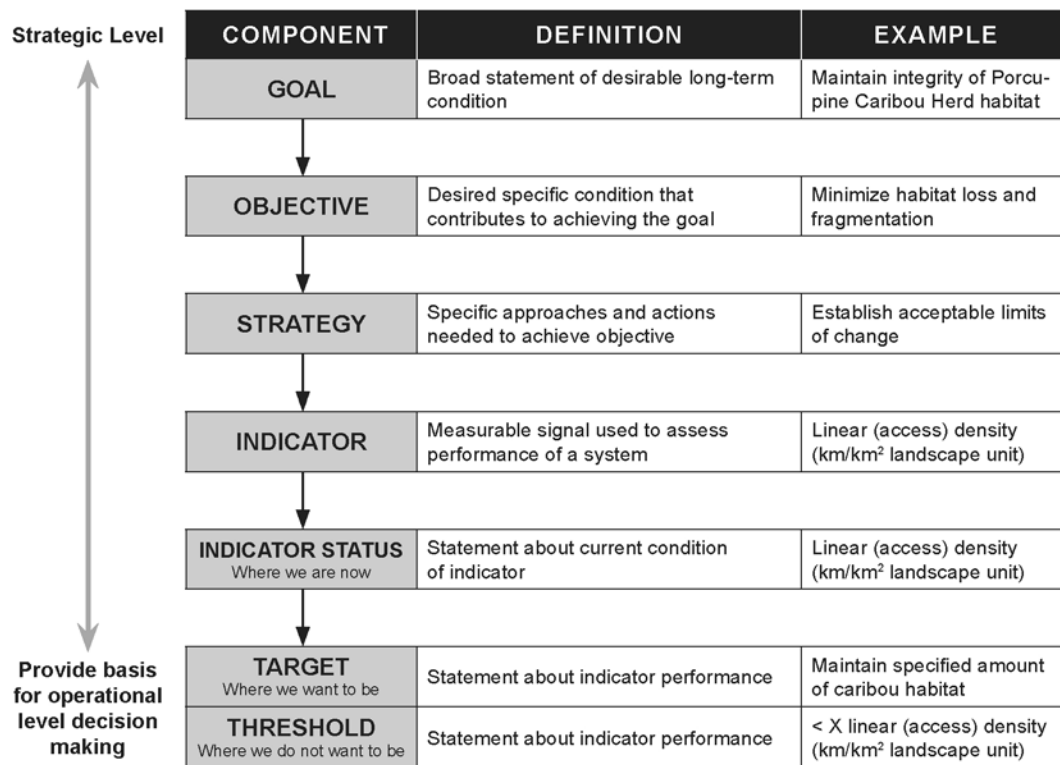 Strategic Level
COMPONENT
DEFINITION
EXAMPLE
GOAL
Broad statement of desirable long-term
condition
Maintain integrity of Porcu-
pine Caribou Herd habitat
OBJECTIVE
Desired specific condition that
contributes to achieving the goal
Minimize habitat loss and
fragmentation
STRATEGY
Specific approaches and actions
needed to achieve objective
Establish acceptable limits
of change
INDICATOR
Measurable signal used to assess
performance of a system
Linear (access) density
(km/km² landscape unit)
INDICATOR STATUS
Where we are now
Statement about current condition
of indicator
Linear (access) density
(km/km² landscape unit)
Provide basis
for operational
level decision
making
TARGET
Where we want to be
Statement about indicator performance
Maintain specified amount
of caribou habitat
THRESHOLD
Where we do not want to be
Statement about indicator performance
< X linear (access) density
(km/km² landscape unit)